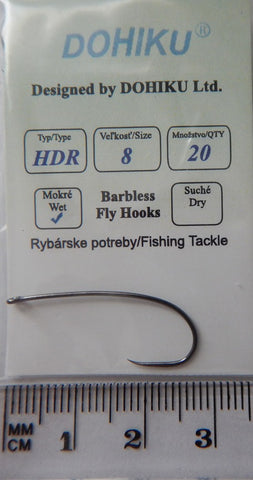 DOHIKU®
Designed by DOHIKU Ltd.
Typ/Type
HDR
Veľkosť/Size
8
Množstvo/QTY
20
Mokré
Wet
✓
Barbless
Fly Hooks
Suché
Dry
Rybárske potreby/Fishing Tackle
MM
CM
1
2
3